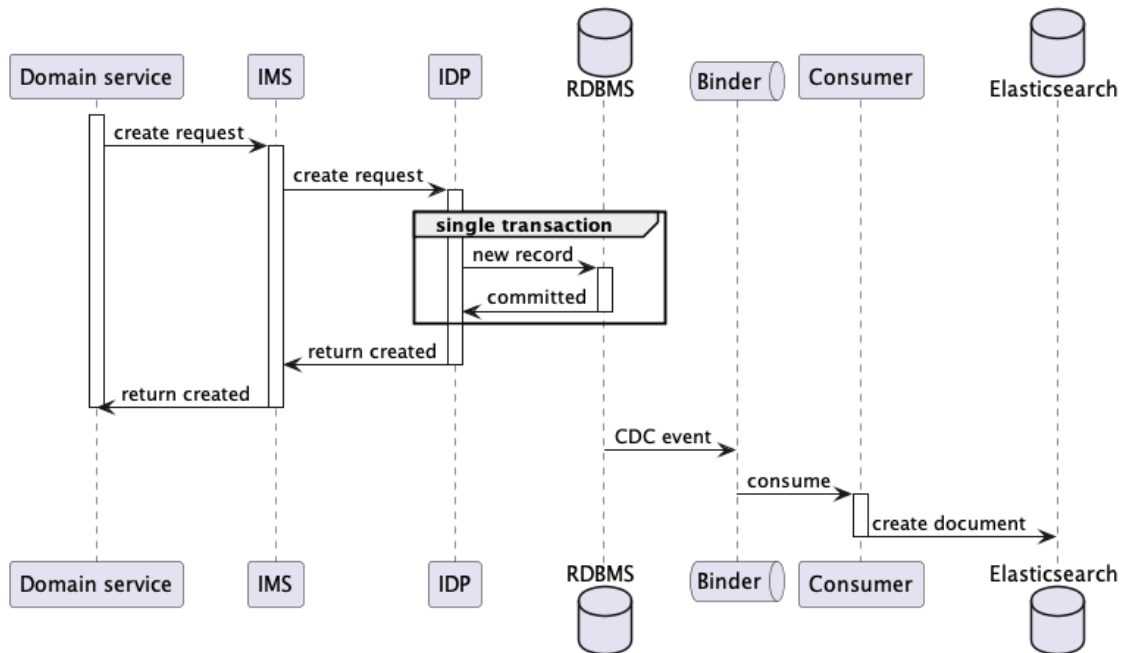 Domain service
IMS
IDP
RDBMS
Binder
Consumer
Elasticsearch
create request
create request
single transaction
new record
committed
return created
return created
CDC event
consume
create document
Domain service
IMS
IDP
RDBMS
Binder
Consumer
Elasticsearch